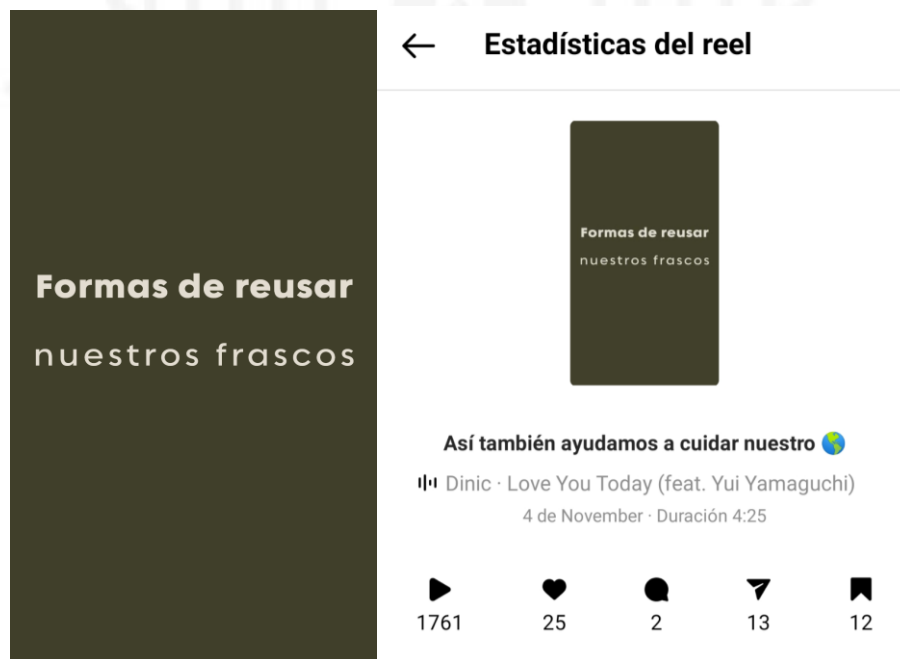 Formas de reusar
nuestros frascos
Estadísticas del reel
Formas de reusar
nuestros frascos
Así también ayudamos a cuidar nuestro 🌎
Dinic · Love You Today (feat. Yui Yamaguchi)
4 de November · Duración 4:25
1761 25 2 13 12